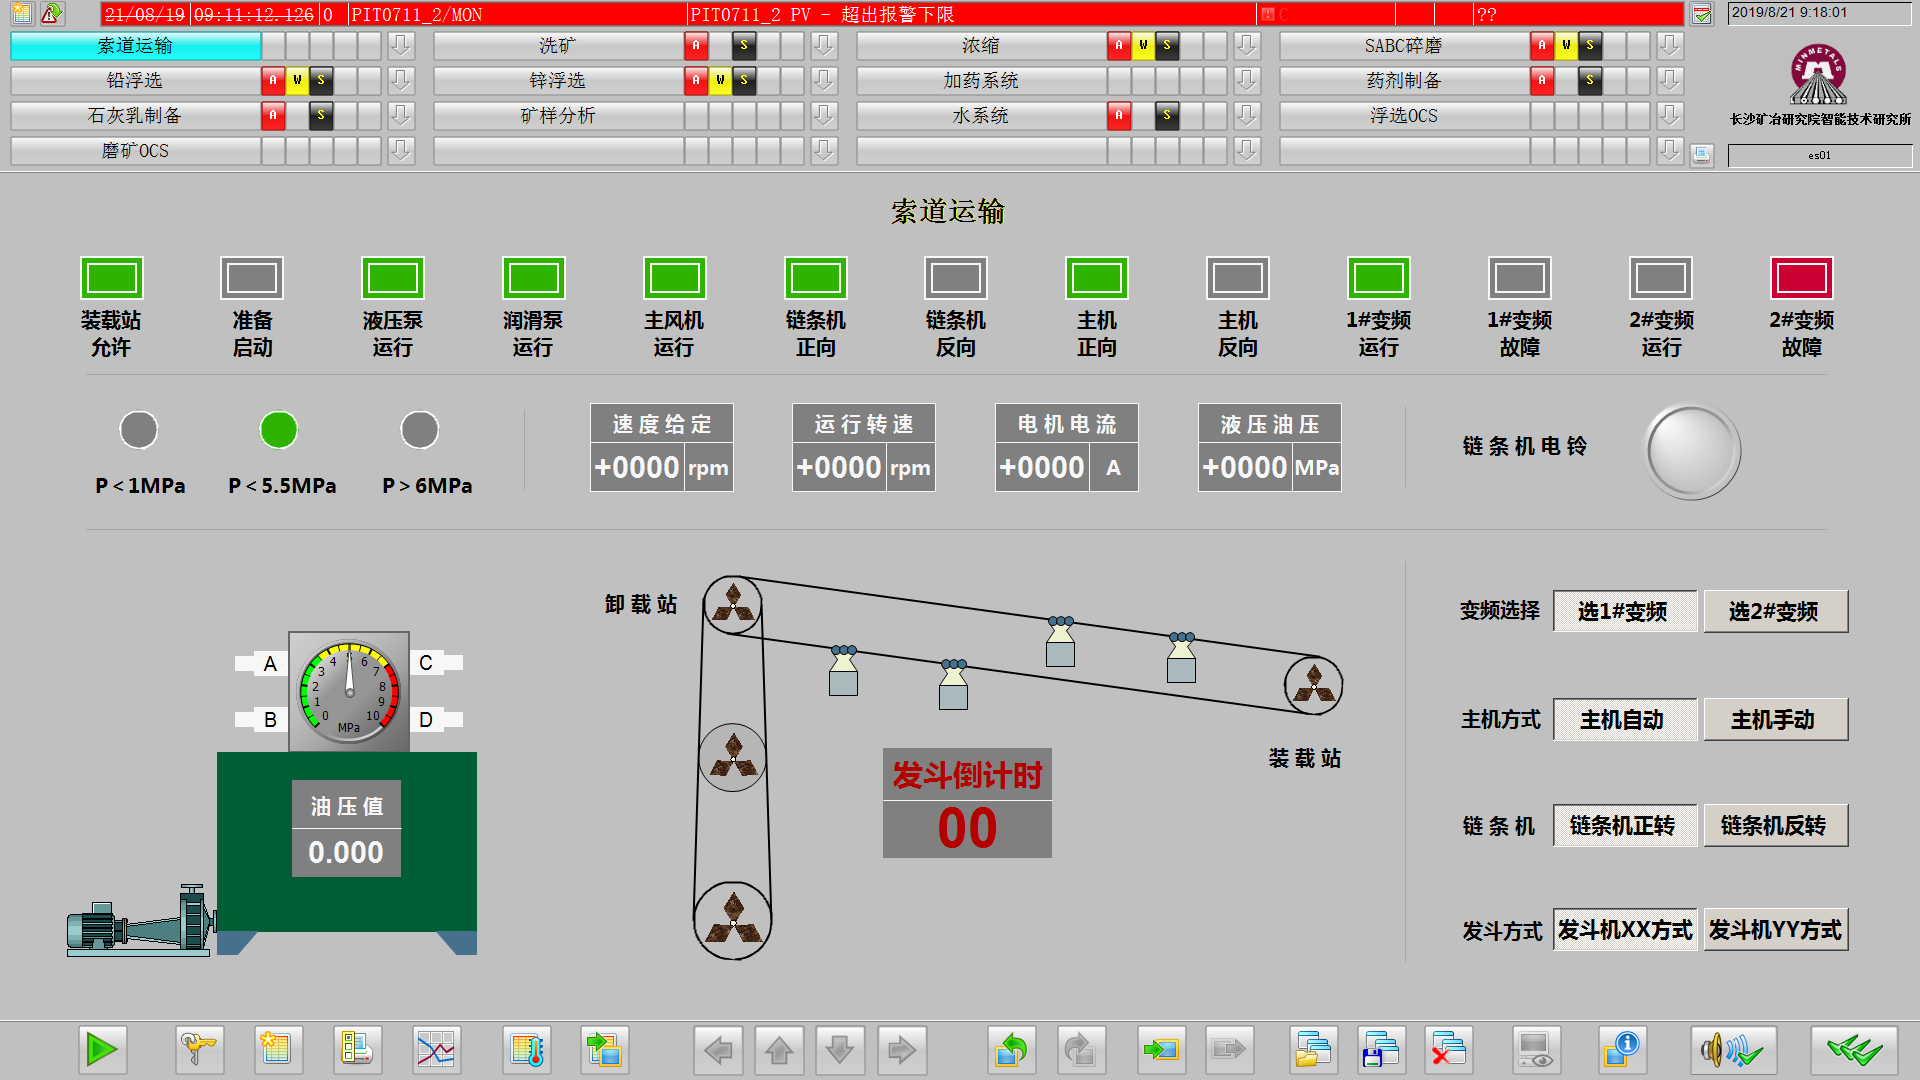 21/08/19 09:11:12.126 0 PIT0711_2/MON PIT0711_2 PV - 超出报警下限 C ??
2019/8/21 9:18:01
索道运输
洗矿 A S
浓缩 A W S
SABC碎磨 A W S
铅浮选 A W S
锌浮选 A W S
加药系统
药剂制备 A S
石灰乳制备 A S
矿样分析
水系统 A S
浮选OCS
磨矿OCS
MINMETALS
长沙矿冶研究院智能技术研究所
es01
索道运输
装载站
允许
准备
启动
液压泵
运行
润滑泵
运行
主风机
运行
链条机
正向
链条机
反向
主机
正向
主机
反向
1#变频
运行
1#变频
故障
2#变频
运行
2#变频
故障
P<1MPa
P<5.5MPa
P>6MPa
速度给定
+0000 rpm
运行转速
+0000 rpm
电机电流
+0000 A
液压油压
+0000 MPa
链条机电铃
卸载站
装载站
发斗倒计时
00
A
B
C
D
0 1 2 3 4 5 6 7 8 9 10
MPa
油压值
0.000
变频选择 选1#变频 选2#变频
主机方式 主机自动 主机手动
链条机 链条机正转 链条机反转
发斗方式 发斗机XX方式 发斗机YY方式